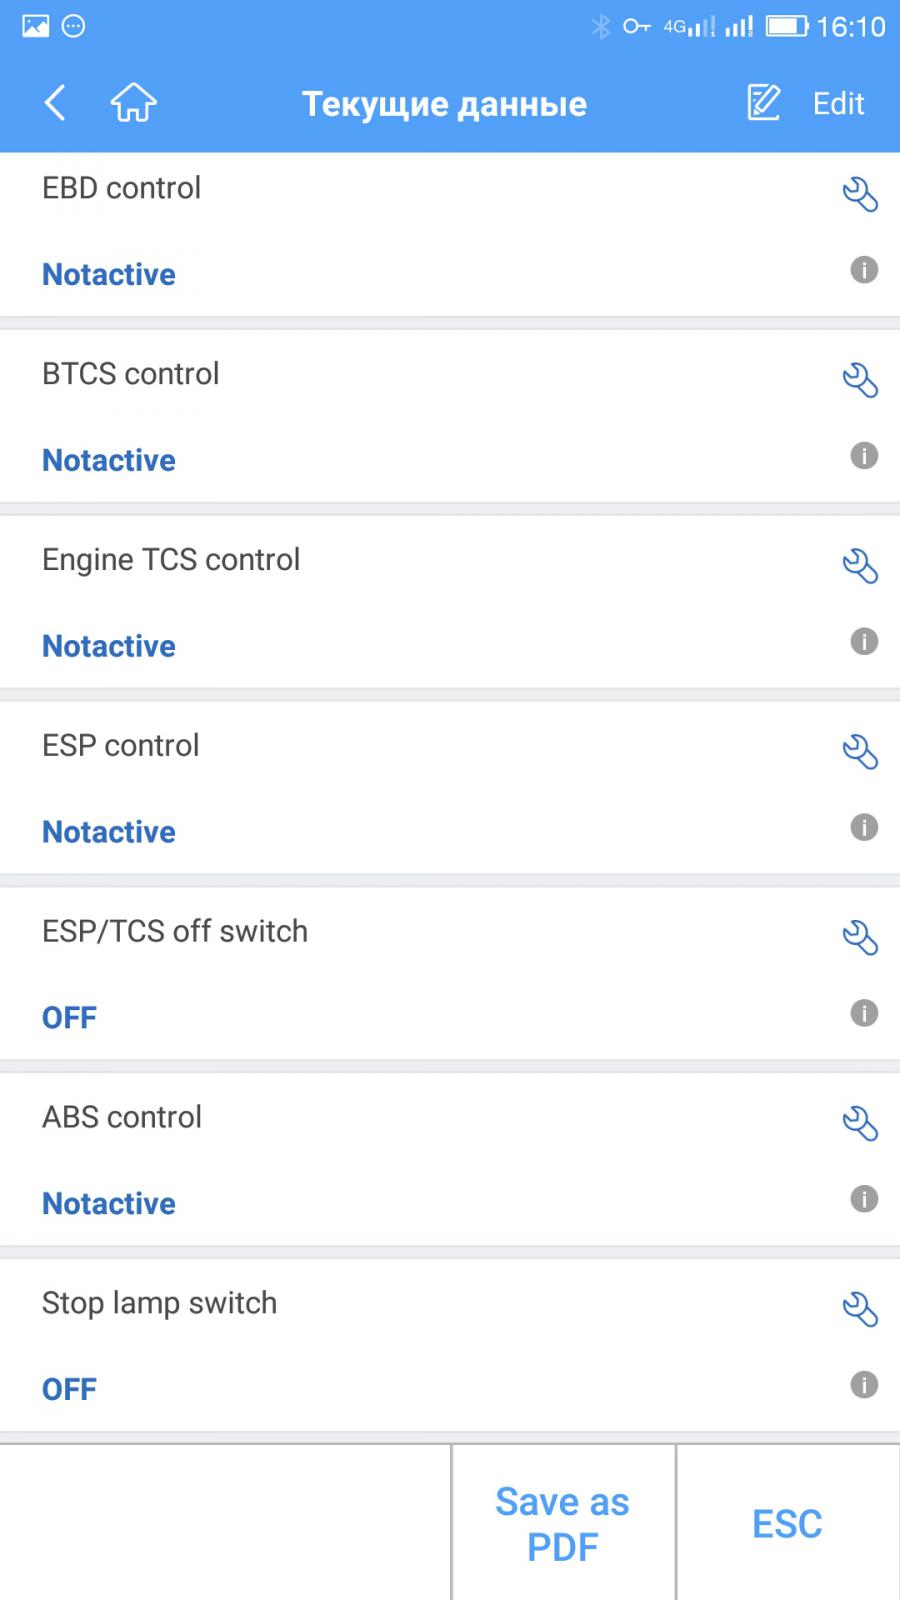 4G 16:10
Текущие данные Edit
EBD control
Notactive
BTCS control
Notactive
Engine TCS control
Notactive
ESP control
Notactive
ESP/TCS off switch
OFF
ABS control
Notactive
Stop lamp switch
OFF
Save as
PDF
ESC